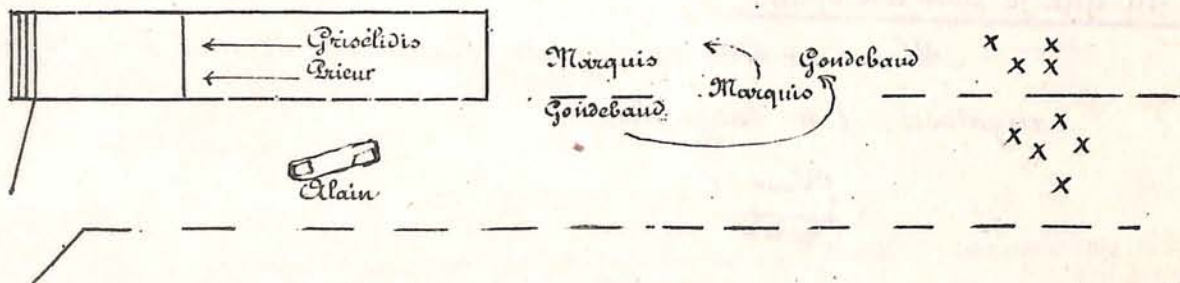 Grisélidis
Prieur
Marquis
Gondebaud
Marquis
Gondebaud
Alain
x x
x x
x
x x
x
x